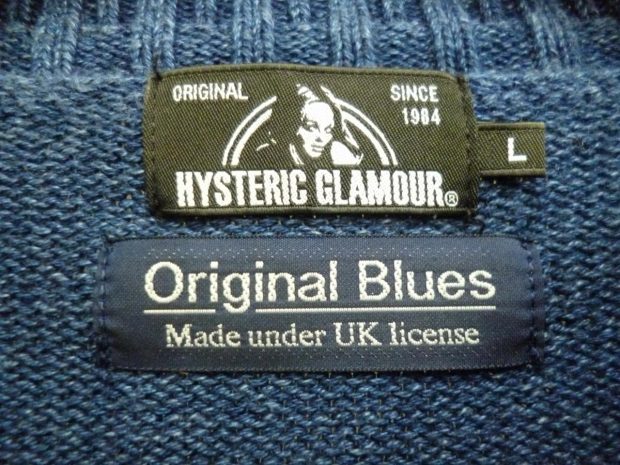 ORIGINAL SINCE 1984
HYSTERIC GLAMOUR®
L
Original Blues
Made under UK license